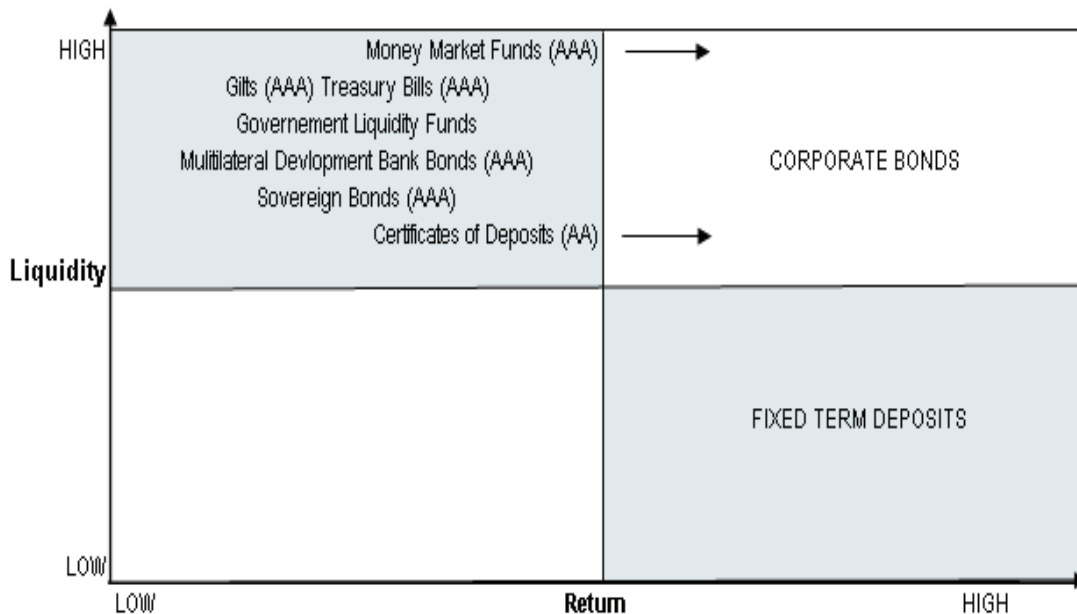 HIGH
Money Market Funds (AAA)
Gilts (AAA) Treasury Bills (AAA)
Governement Liquidity Funds
Mulitilateral Devlopment Bank Bonds (AAA)
CORPORATE BONDS
Sovereign Bonds (AAA)
Certificates of Deposits (AA)
Liquidity
FIXED TERM DEPOSITS
LOW
LOW
Return
HIGH